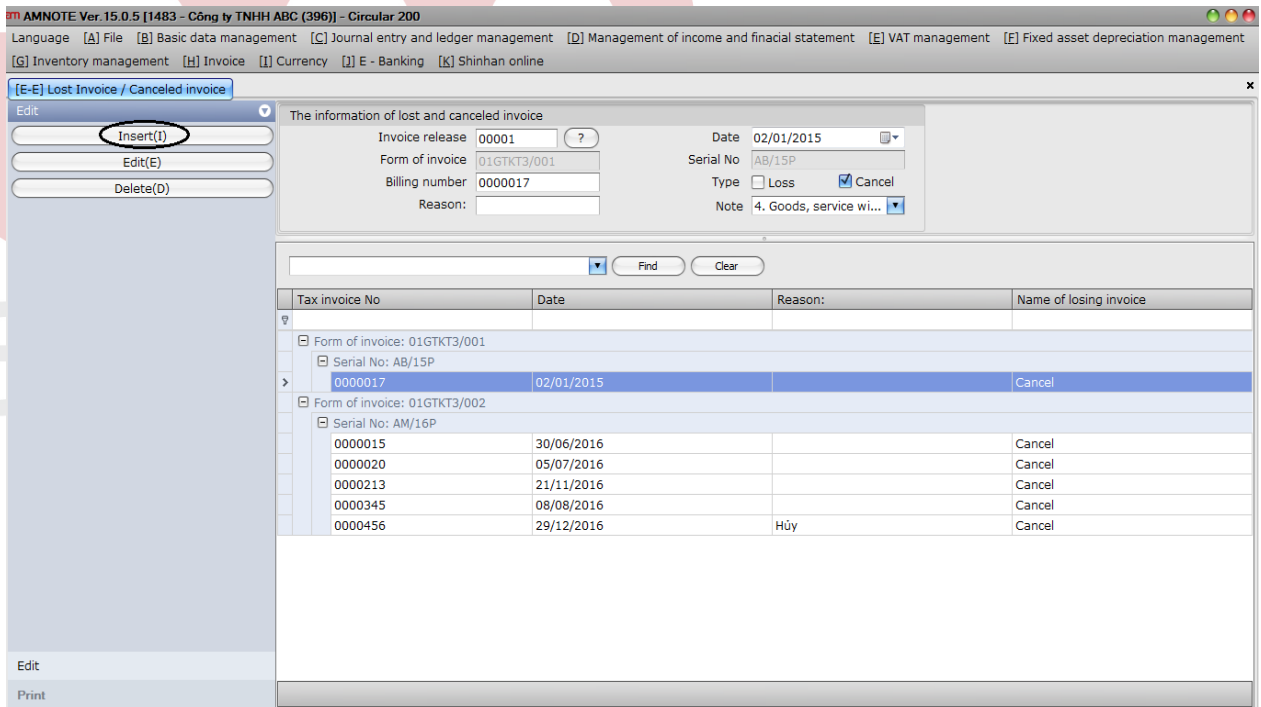 am AMNOTE Ver.15.0.5 [1483 - Công ty TNHH ABC (396)] - Circular 200
Language [A] File [B] Basic data management [C] Journal entry and ledger management [D] Management of income and finacial statement [E] VAT management [F] Fixed asset depreciation management
[G] Inventory management [H] Invoice [I] Currency [J] E - Banking [K] Shinhan online
[E-E] Lost Invoice / Canceled invoice x
Edit
Insert(I)
Edit(E)
Delete(D)
The information of lost and canceled invoice
Invoice release 00001 ? Date 02/01/2015
Form of invoice 01GTKT3/001 Serial No AB/15P
Billing number 0000017 Type Loss Cancel
Reason: Note 4. Goods, service wi...
Find Clear
Tax invoice No Date Reason: Name of losing invoice
Form of invoice: 01GTKT3/001
Serial No: AB/15P
0000017 02/01/2015 Cancel
Form of invoice: 01GTKT3/002
Serial No: AM/16P
0000015 30/06/2016 Cancel
0000020 05/07/2016 Cancel
0000213 21/11/2016 Cancel
0000345 08/08/2016 Cancel
0000456 29/12/2016 Hủy Cancel
Edit
Print